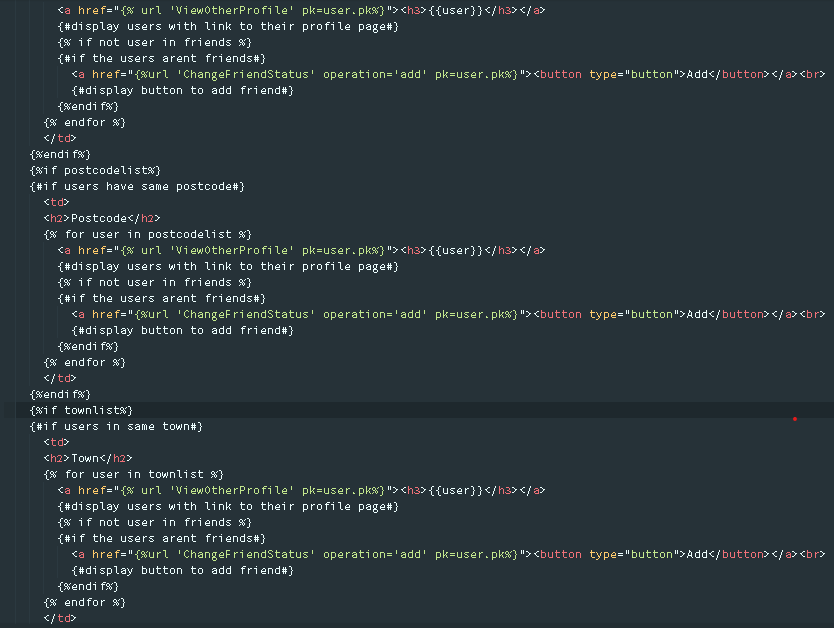 <a href="{% url 'ViewOtherProfile' pk=user.pk%}"><h3>{{user}}</h3></a>
{#display users with link to their profile page#}
{% if not user in friends %}
{#if the users arent friends#}
<a href="{%url 'ChangeFriendStatus' operation='add' pk=user.pk%}"><button type="button">Add</button></a><br>
{#display button to add friend#}
{%endif%}
{% endfor %}
</td>
{%endif%}
{%if postcodelist%}
{#if users have same postcode#}
<td>
<h2>Postcode</h2>
{% for user in postcodelist %}
<a href="{% url 'ViewOtherProfile' pk=user.pk%}"><h3>{{user}}</h3></a>
{#display users with link to their profile page#}
{% if not user in friends %}
{#if the users arent friends#}
<a href="{%url 'ChangeFriendStatus' operation='add' pk=user.pk%}"><button type="button">Add</button></a><br>
{#display button to add friend#}
{%endif%}
{% endfor %}
</td>
{%endif%}
{%if townlist%}
{#if users in same town#}
<td>
<h2>Town</h2>
{% for user in townlist %}
<a href="{% url 'ViewOtherProfile' pk=user.pk%}"><h3>{{user}}</h3></a>
{#display users with link to their profile page#}
{% if not user in friends %}
{#if the users arent friends#}
<a href="{%url 'ChangeFriendStatus' operation='add' pk=user.pk%}"><button type="button">Add</button></a><br>
{#display button to add friend#}
{%endif%}
{% endfor %}
</td>